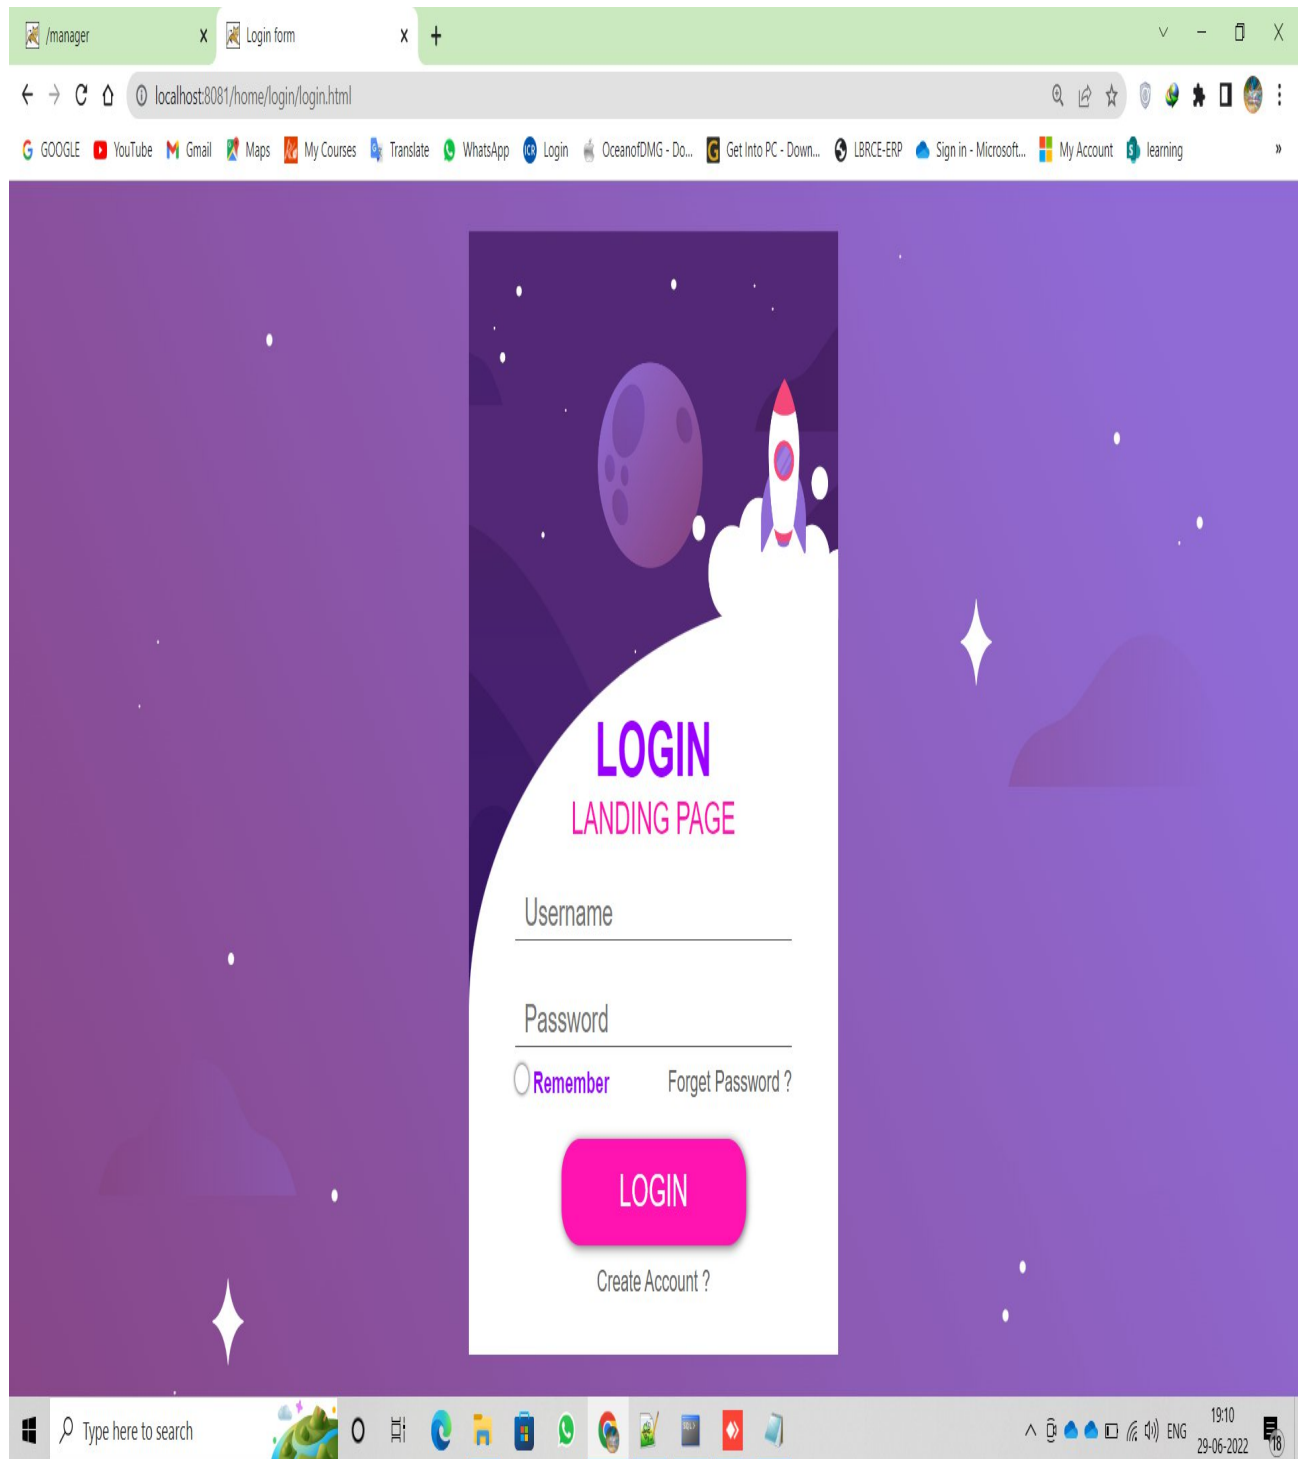 /manager
Login form
localhost:8081/home/login/login.html
GOOGLE YouTube Gmail Maps My Courses Translate WhatsApp Login OceanofDMG - Do... Get Into PC - Down... LBRCE-ERP Sign in - Microsoft... My Account learning »
LOGIN
LANDING PAGE
Username
Password
Remember Forget Password ?
LOGIN
Create Account ?
Type here to search
ENG
19:10
29-06-2022
18